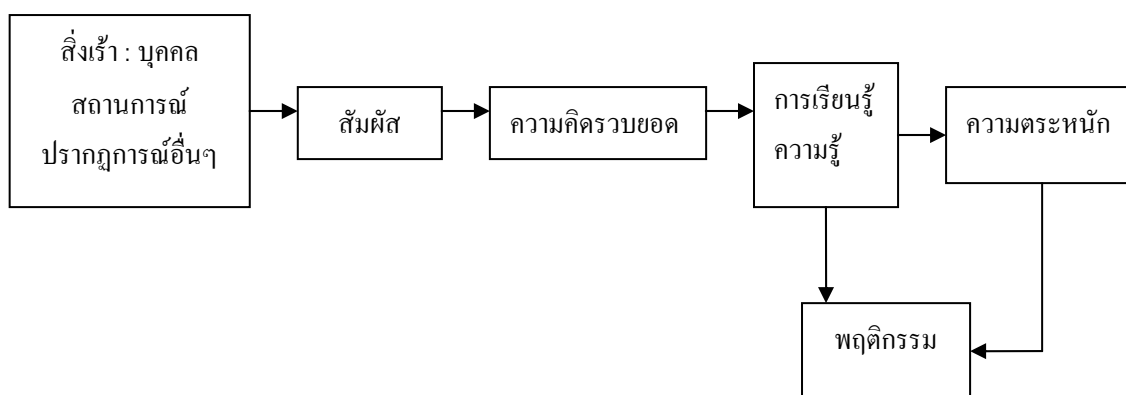 สิ่งเร้า : บุคคล
สถานการณ์
ปรากฏการณ์อื่นๆ
สัมผัส
ความคิดรวบยอด
การเรียนรู้
ความรู้
ความตระหนัก
พฤติกรรม